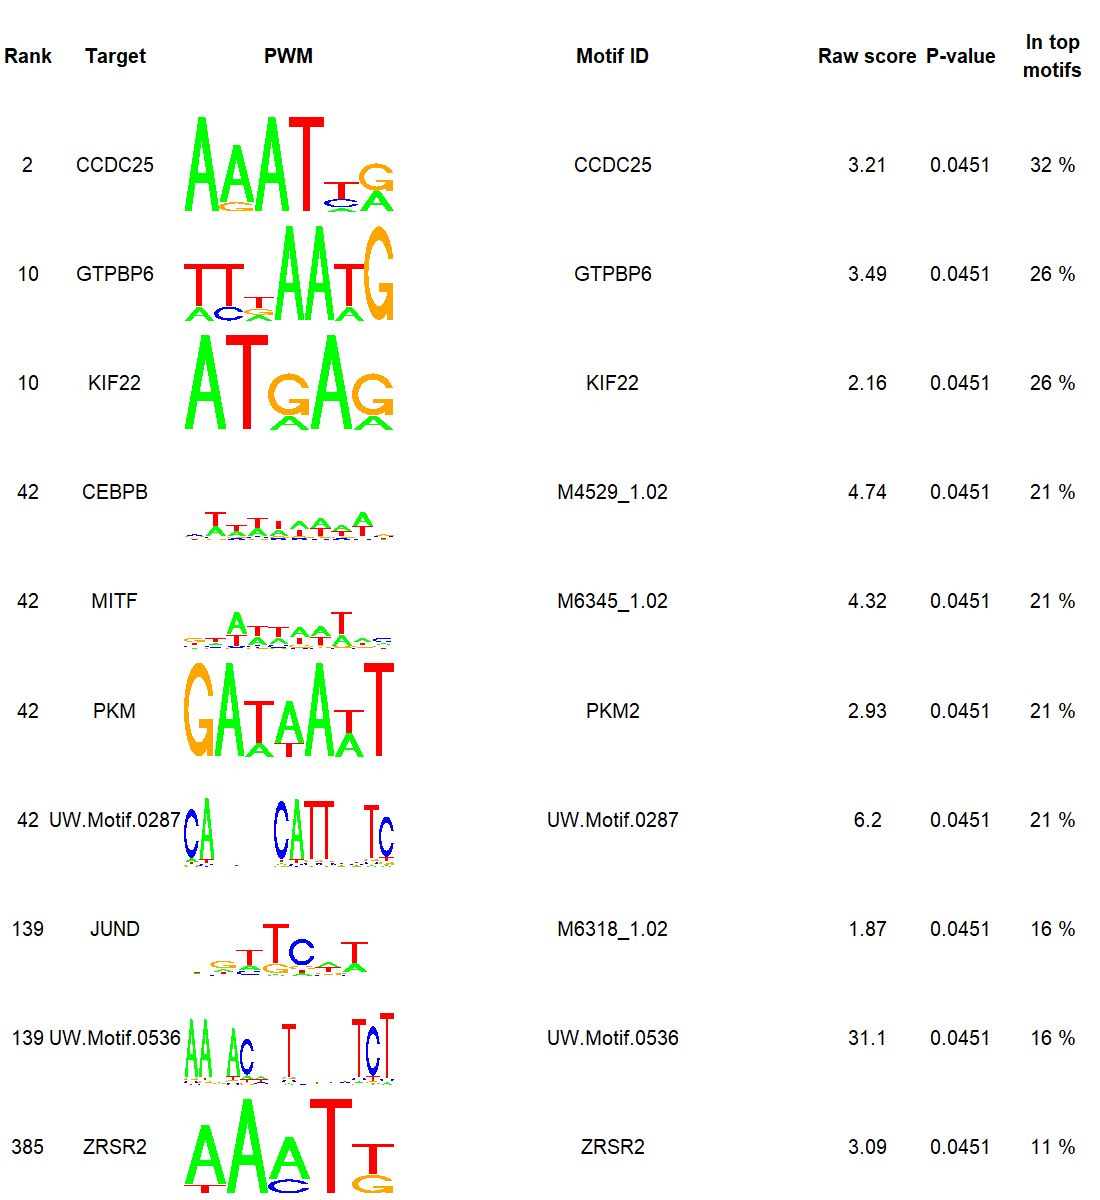 Rank Target PWM Motif ID Raw score P-value In top motifs
2 CCDC25 CCDC25 3.21 0.0451 32 %
10 GTPBP6 GTPBP6 3.49 0.0451 26 %
10 KIF22 KIF22 2.16 0.0451 26 %
42 CEBPB M4529_1.02 4.74 0.0451 21 %
42 MITF M6345_1.02 4.32 0.0451 21 %
42 PKM PKM2 2.93 0.0451 21 %
42 UW.Motif.0287 UW.Motif.0287 6.2 0.0451 21 %
139 JUND M6318_1.02 1.87 0.0451 16 %
139 UW.Motif.0536 UW.Motif.0536 31.1 0.0451 16 %
385 ZRSR2 ZRSR2 3.09 0.0451 11 %